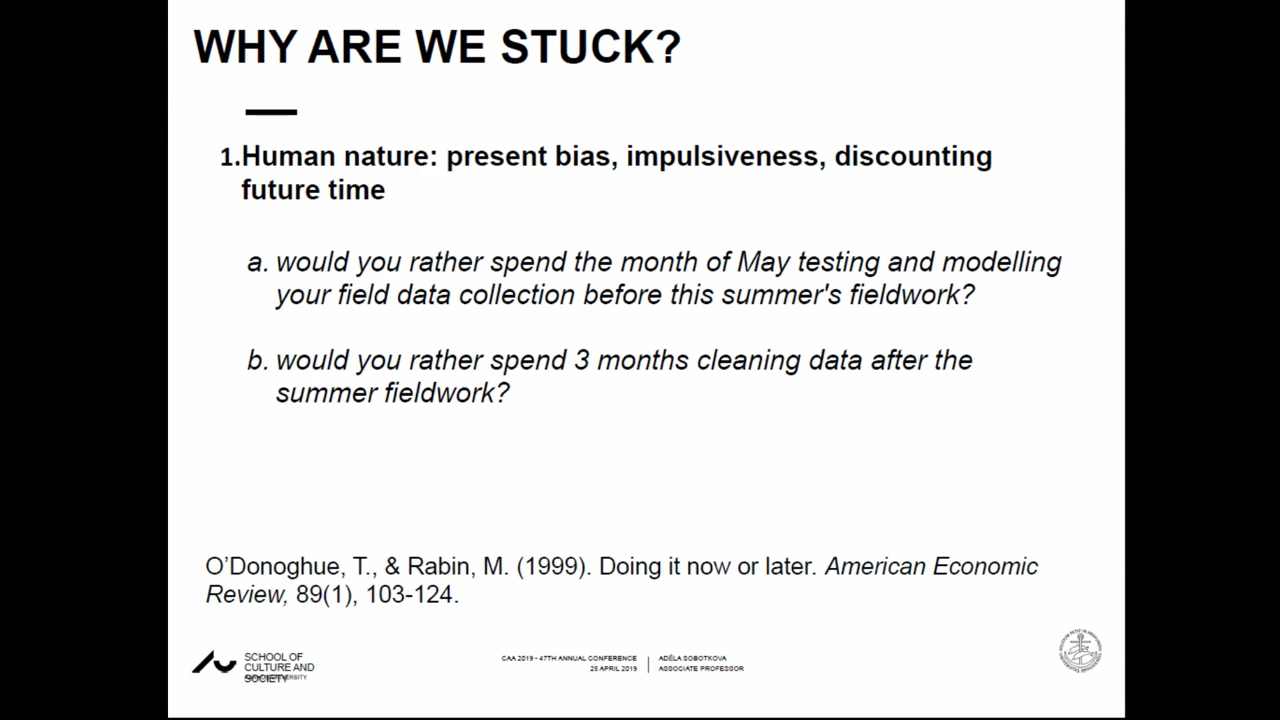 WHY ARE WE STUCK?
1.Human nature: present bias, impulsiveness, discounting
future time
a. would you rather spend the month of May testing and modelling
your field data collection before this summer's fieldwork?
b. would you rather spend 3 months cleaning data after the
summer fieldwork?
O’Donoghue, T., & Rabin, M. (1999). Doing it now or later. American Economic
Review, 89(1), 103-124.
SCHOOL OF
CULTURE AND
SOCIETY
CAA 2019 - 47TH ANNUAL CONFERENCE
25 APRIL 2019
ADÉLA SOBOTKOVA
ASSOCIATE PROFESSOR